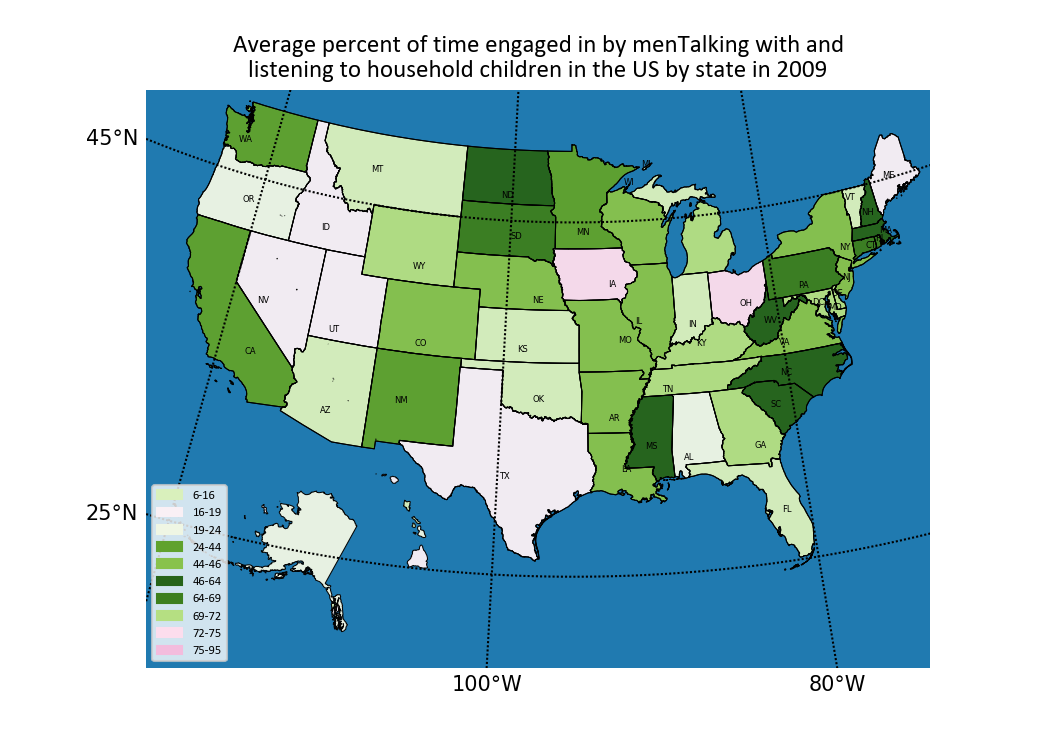 Average percent of time engaged in by menTalking with and
listening to household children in the US by state in 2009
45°N
25°N
100°W
80°W
WA
OR
CA
NV
ID
MT
WY
UT
AZ
CO
NM
ND
SD
NE
KS
OK
TX
MN
IA
MO
AR
LA
WI
MI
IL
IN
OH
KY
TN
MS
AL
GA
FL
SC
NC
VA
WV
PA
NY
NJ
DC
CT
VT
NH
ME
MA
6-16
16-19
19-24
24-44
44-46
46-64
64-69
69-72
72-75
75-95